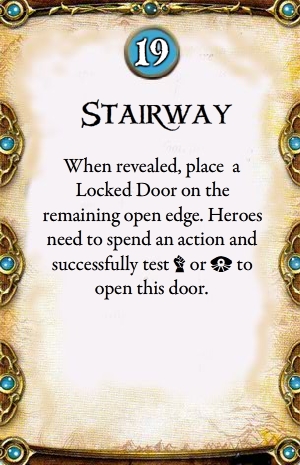 19
STAIRWAY
When revealed, place a
Locked Door on the
remaining open edge. Heroes
need to spend an action and
successfully test or to
open this door.